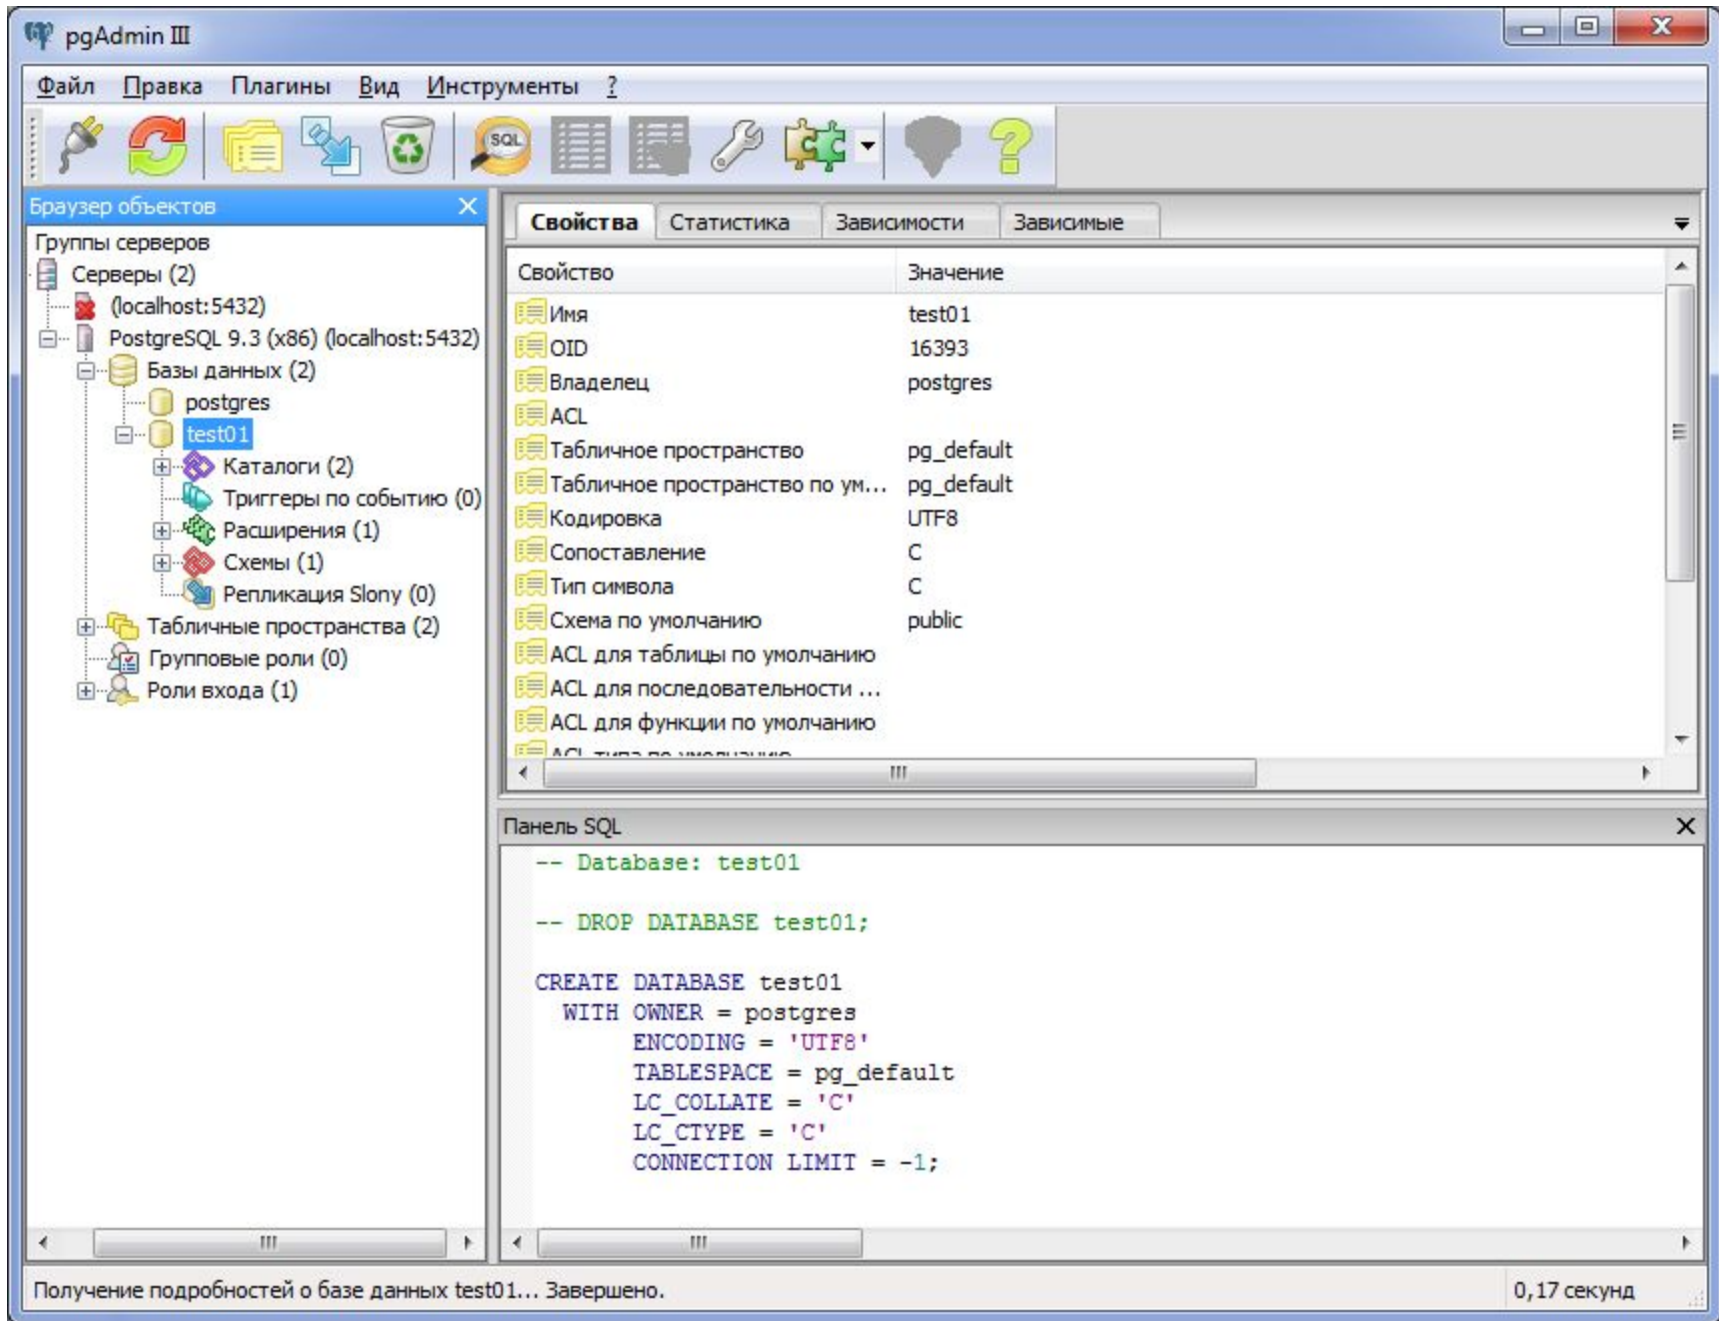 pgAdmin III
Файл Правка Плагины Вид Инструменты ?
SQL
Браузер объектов
Группы серверов
Серверы (2)
(localhost:5432)
PostgreSQL 9.3 (x86) (localhost:5432)
Базы данных (2)
postgres
test01
Каталоги (2)
Триггеры по событию (0)
Расширения (1)
Схемы (1)
Репликация Slony (0)
Табличные пространства (2)
Групповые роли (0)
Роли входа (1)
Свойства Статистика Зависимости Зависимые
Свойство Значение
Имя test01
OID 16393
Владелец postgres
ACL
Табличное пространство pg_default
Табличное пространство по ум... pg_default
Кодировка UTF8
Сопоставление C
Тип символа C
Схема по умолчанию public
ACL для таблицы по умолчанию
ACL для последовательности ...
ACL для функции по умолчанию
ACL типа по умолчанию
Панель SQL
-- Database: test01
-- DROP DATABASE test01;
CREATE DATABASE test01
WITH OWNER = postgres
ENCODING = 'UTF8'
TABLESPACE = pg_default
LC_COLLATE = 'C'
LC_CTYPE = 'C'
CONNECTION LIMIT = -1;
Получение подробностей о базе данных test01... Завершено. 0,17 секунд